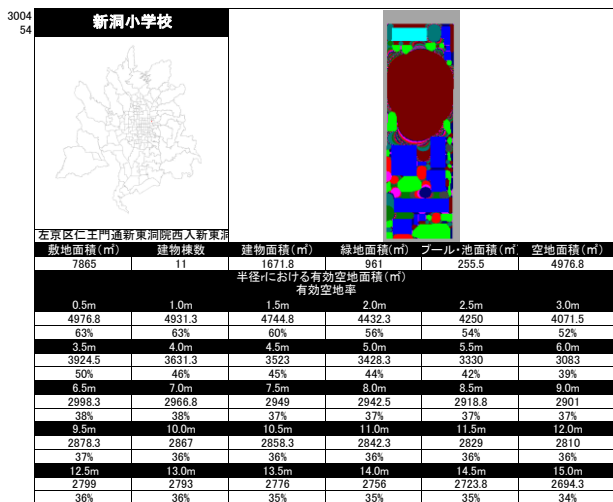 3004
54
新洞小学校
左京区仁王門通新東洞院西入新東洞
敷地面積(㎡) 建物棟数 建物面積(㎡) 緑地面積(㎡) プール・池面積(㎡) 空地面積(㎡)
7865 11 1671.8 961 255.5 4976.8
半径rにおける有効空地面積(㎡)
有効空地率
0.5m 1.0m 1.5m 2.0m 2.5m 3.0m
4976.8 4931.3 4744.8 4432.3 4250 4071.5
63% 63% 60% 56% 54% 52%
3.5m 4.0m 4.5m 5.0m 5.5m 6.0m
3924.5 3631.3 3523 3428.3 3330 3083
50% 46% 45% 44% 42% 39%
6.5m 7.0m 7.5m 8.0m 8.5m 9.0m
2998.3 2966.8 2949 2942.5 2918.8 2901
38% 38% 37% 37% 37% 37%
9.5m 10.0m 10.5m 11.0m 11.5m 12.0m
2878.3 2867 2858.3 2842.3 2829 2810
37% 36% 36% 36% 36% 36%
12.5m 13.0m 13.5m 14.0m 14.5m 15.0m
2799 2793 2776 2756 2723.8 2694.3
36% 36% 35% 35% 35% 34%